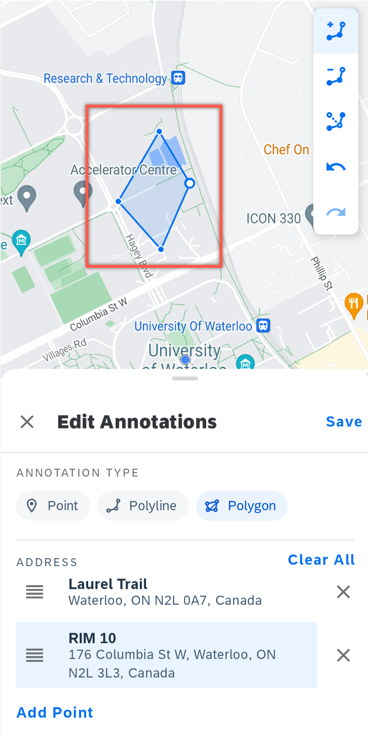 Research & Technology
Chef On
Accelerator Centre
ext
ICON 330
e
Hagey Blvd
Phillip St
Columbia St W
University Of Waterloo
Villages Rd
University
of Waterloo
Edit Annotations
Save
ANNOTATION TYPE
Point
Polyline
Polygon
ADDRESS
Clear All
Laurel Trail
Waterloo, ON N2L 0A7, Canada
RIM 10
176 Columbia St W, Waterloo, ON
N2L 3L3, Canada
Add Point